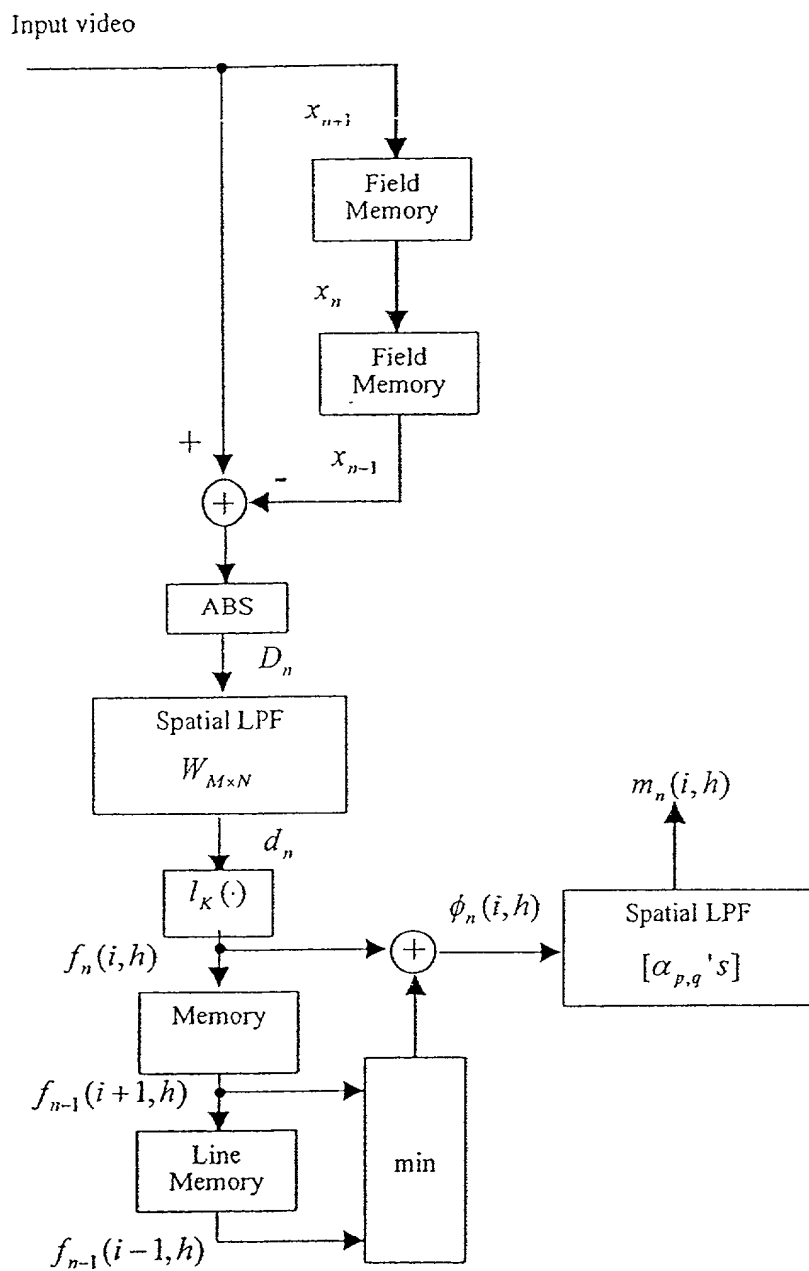 Input video
x_{n+1}
Field
Memory
x_n
Field
Memory
+
x_{n-1}
-
+
ABS
D_n
Spatial LPF
W_{M×N}
d_n
l_K(·)
m_n(i,h)
ϕ_n(i,h)
Spatial LPF
[α_{p,q}'s]
+
f_n(i,h)
Memory
f_{n-1}(i+1,h)
min
Line
Memory
f_{n-1}(i-1,h)